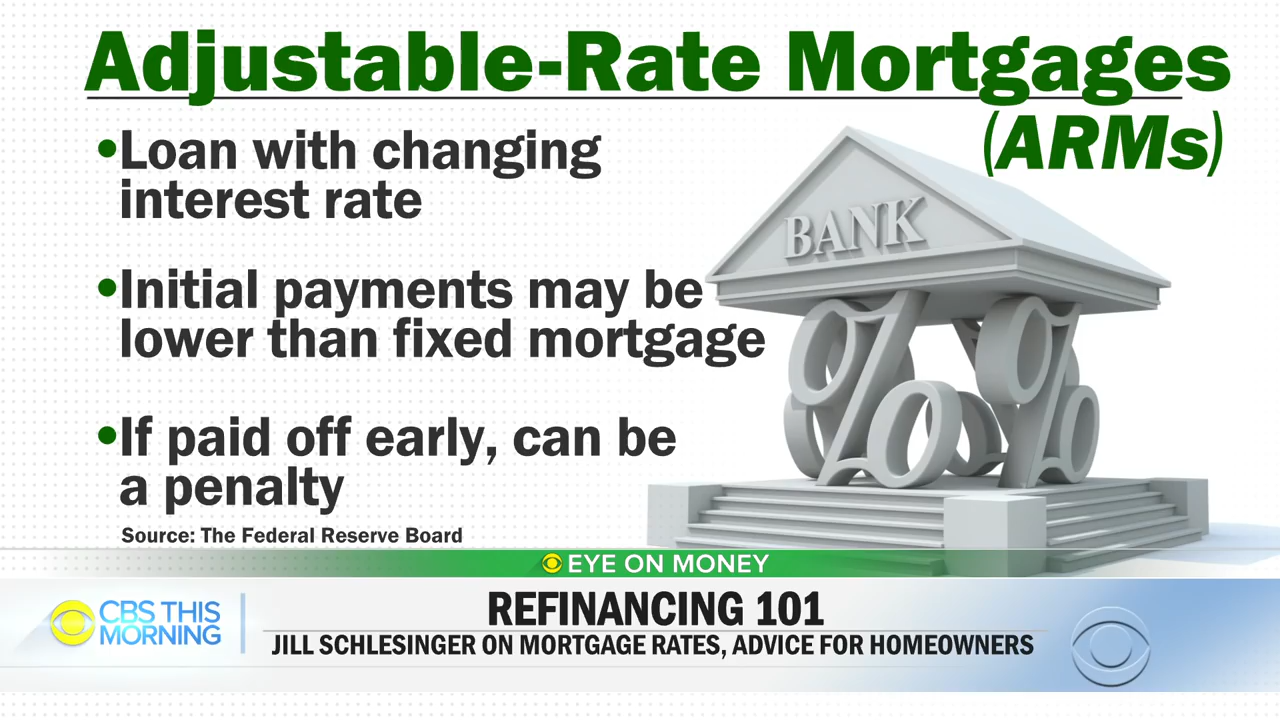 Adjustable-Rate Mortgages
(ARMs)
•Loan with changing
interest rate
•Initial payments may be
lower than fixed mortgage
•If paid off early, can be
a penalty
Source: The Federal Reserve Board
BANK
EYE ON MONEY
CBS THIS
MORNING
REFINANCING 101
JILL SCHLESINGER ON MORTGAGE RATES, ADVICE FOR HOMEOWNERS